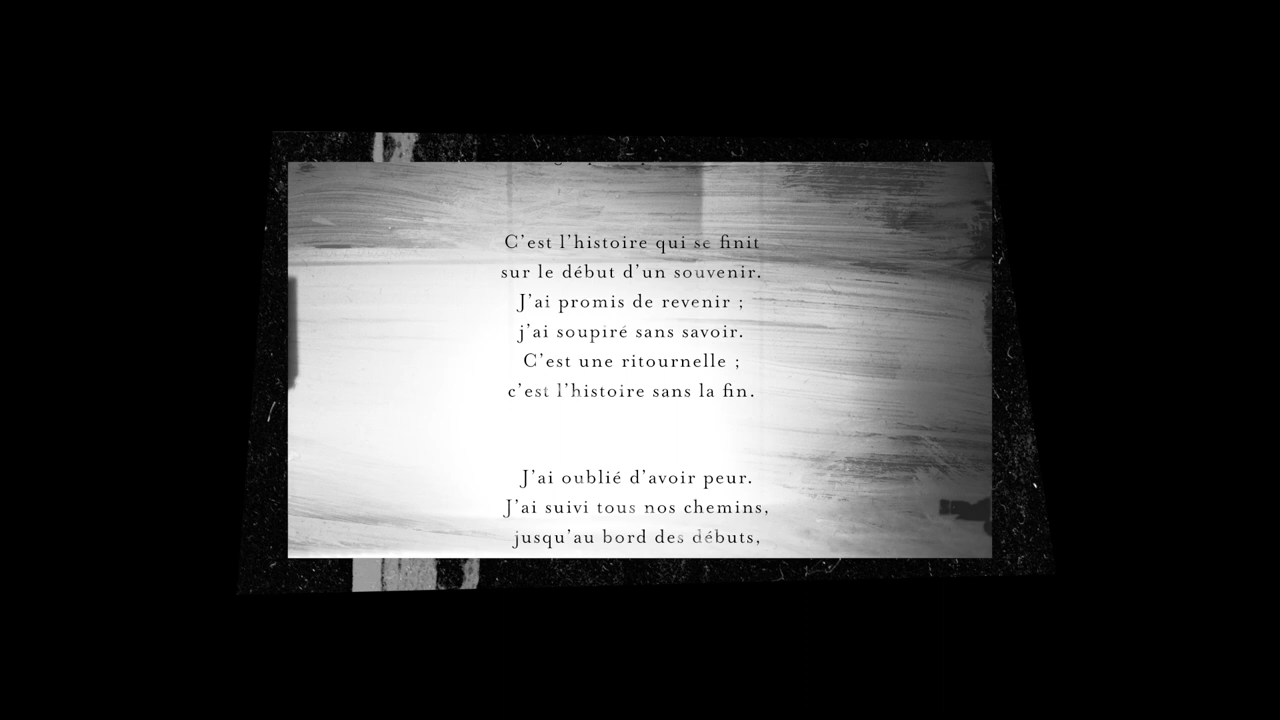 C’est l’histoire qui se finit
sur le début d’un souvenir.
J’ai promis de revenir ;
j’ai soupiré sans savoir.
C’est une ritournelle ;
c’est l’histoire sans la fin.
J’ai oublié d’avoir peur.
J’ai suivi tous nos chemins,
jusqu’au bord des débuts,